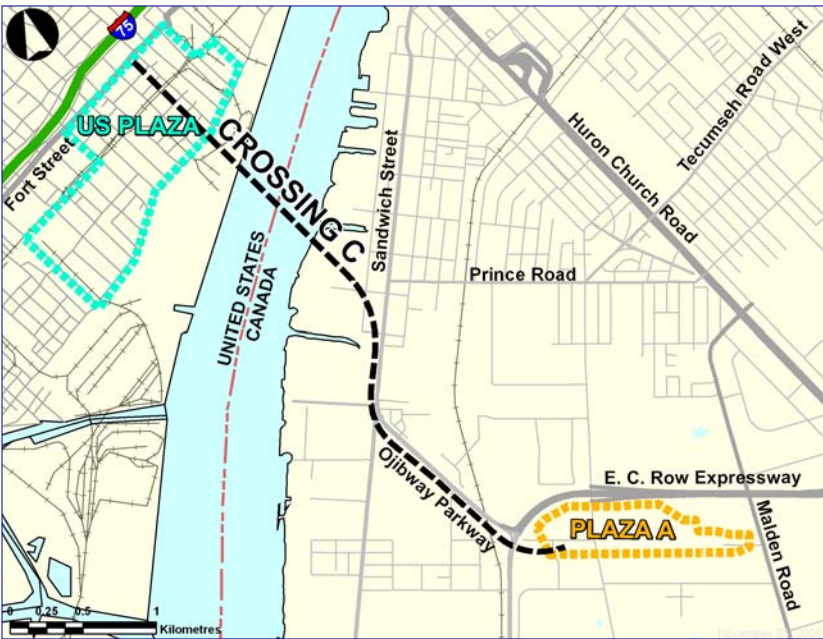 75
US PLAZA
Fort Street
CROSSING C
UNITED STATES
CANADA
Sandwich Street
Huron Church Road
Tecumseh Road West
Prince Road
Ojibway Parkway
E. C. Row Expressway
PLAZA A
Malden Road
0 0.25 0.5 1
Kilometres